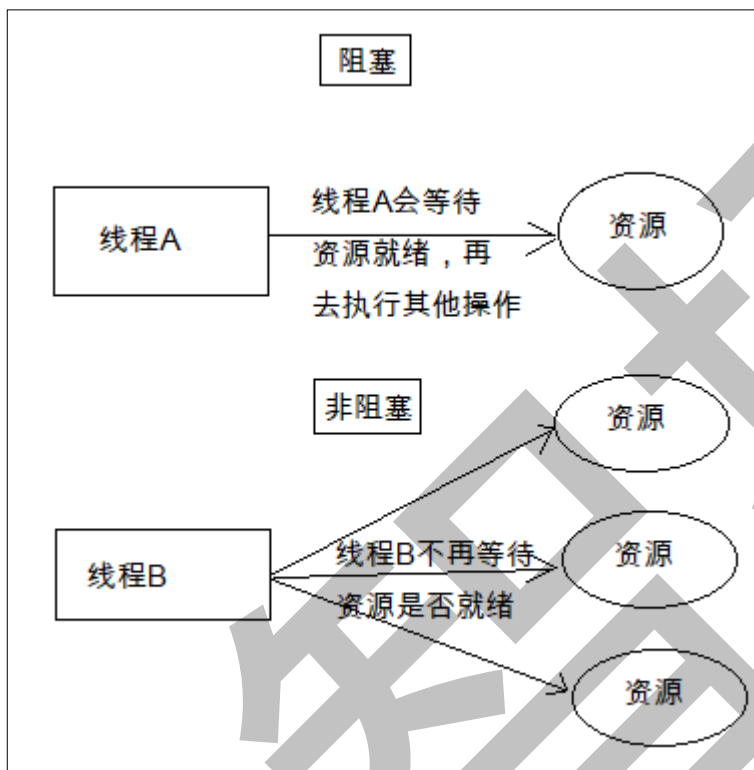 阻塞
线程A会等待
线程A
资源
资源就绪，再
去执行其他操作
非阻塞
资源
线程B不再等待
资源
线程B
资源是否就绪
资源